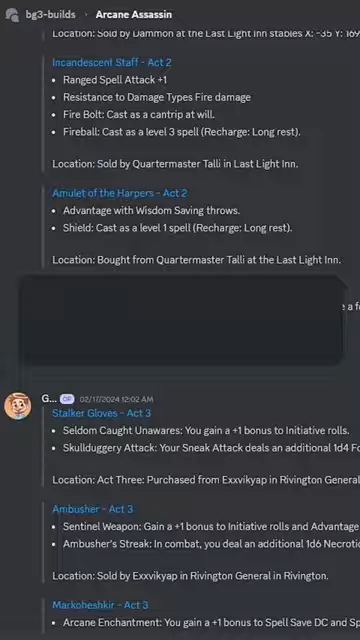 bg3-builds › Arcane Assassin
Location: Sold by Dammon at the Last Light Inn stables X: -35 Y: 169
Incandescent Staff - Act 2
• Ranged Spell Attack +1
• Resistance to Damage Types Fire damage
• Fire Bolt: Cast as a cantrip at will.
• Fireball: Cast as a level 3 spell (Recharge: Long rest).
Location: Sold by Quartermaster Talli in Last Light Inn.
Amulet of the Harpers - Act 2
• Advantage with Wisdom Saving throws.
• Shield: Cast as a level 1 spell (Recharge: Long rest).
Location: Bought from Quartermaster Talli at the Last Light Inn.
e a f
G... OP 02/17/2024 12:02 AM
Stalker Gloves - Act 3
• Seldom Caught Unawares: You gain a +1 bonus to Initiative rolls.
• Skullduggery Attack: Your Sneak Attack deals an additional 1d4 Fo
Location: Act Three: Purchased from Exxvikyap in Rivington General
Ambusher - Act 3
• Sentinel Weapon: Gain a +1 bonus to Initiative rolls and Advantage
• Ambusher's Streak: In combat, you deal an additional 1d6 Necroti
Location: Sold by Exxvikyap in Rivington General in Rivington.
Markoheshkir - Act 3
• Arcane Enchantment: You gain a +1 bonus to Spell Save DC and Sp